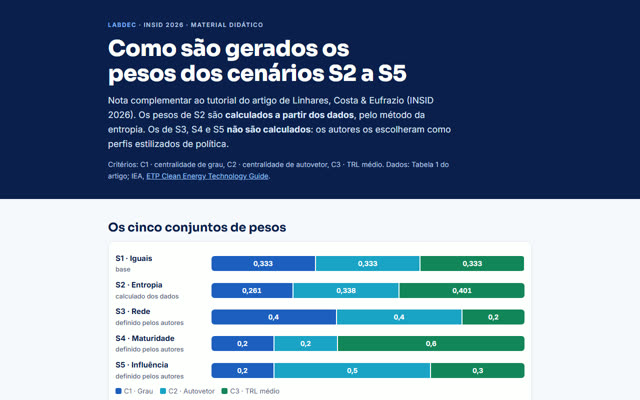 LABDEC · INSID 2026 · MATERIAL DIDÁTICO
Como são gerados os
pesos dos cenários S2 a S5
Nota complementar ao tutorial do artigo de Linhares, Costa & Eufrazio (INSID
2026). Os pesos de S2 são calculados a partir dos dados, pelo método da
entropia. Os de S3, S4 e S5 não são calculados: os autores os escolheram como
perfis estilizados de política.
Critérios: C1 · centralidade de grau, C2 · centralidade de autovetor, C3 · TRL médio. Dados: Tabela 1 do
artigo; IEA, ETP Clean Energy Technology Guide.
Os cinco conjuntos de pesos
S1 · Iguais
base
0,333 0,333 0,333
S2 · Entropia
calculado dos dados
0,261 0,338 0,401
S3 · Rede
definido pelos autores
0,4 0,4 0,2
S4 · Maturidade
definido pelos autores
0,2 0,2 0,6
S5 · Influência
definido pelos autores
0,2 0,5 0,3
C1 · Grau C2 · Autovetor C3 · TRL médio